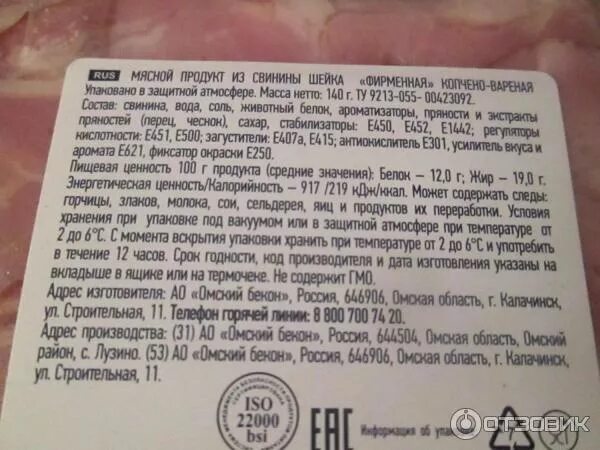 RUS МЯСНОЙ ПРОДУКТ ИЗ СВИНИНЫ ШЕЙКА «ФИРМЕННАЯ» КОПЧЕНО-ВАРЕНАЯ
Упаковано в защитной атмосфере. Масса нетто: 140 г. ТУ 9213-055- 00423092.
Состав: свинина, вода, соль, животный белок, ароматизаторы, пряности и экстракты
пряностей (перец, чеснок), сахар, стабилизаторы: Е450, Е452, Е1442; регуляторы
кислотности: Е451, Е500; загустители: Е407а, Е415; антиокислитель Е301, усилитель вкуса и
аромата Е621, фиксатор окраски Е250.
Пищевая ценность 100 г продукта (средние значения): Белок – 12,0 г; Жир – 19,0 г.
Энергетическая ценность/Калорийность – 917 /219 кДж/ккал. Может содержать следы:
горчицы, злаков, молока, сои, сельдерея, яиц и продуктов их переработки. Условия
хранения при упаковке под вакуумом или в защитной атмосфере при температуре от
2 до 6°С. С момента вскрытия упаковки хранить при температуре от 2 до 6°С и употребить
в течение 12 часов. Срок годности, код производителя и дата изготовления указаны на
вкладыше в ящике или на термочеке. Не содержит ГМО.
Адрес изготовителя: АО «Омский бекон», Россия, 646906, Омская область, г. Калачинск,
ул. Строительная, 11. Телефон горячей линии: 8 800 700 74 20.
Адрес производства: (31) АО «Омский бекон», Россия, 644504, Омская область, Омский
район, с. Лузино. (53) АО «Омский бекон», Россия, 646906, Омская область, г. Калачинск,
ул. Строительная, 11.
ISO
22000
bsi
EAC
Информация об
7
ОТЗОВИК